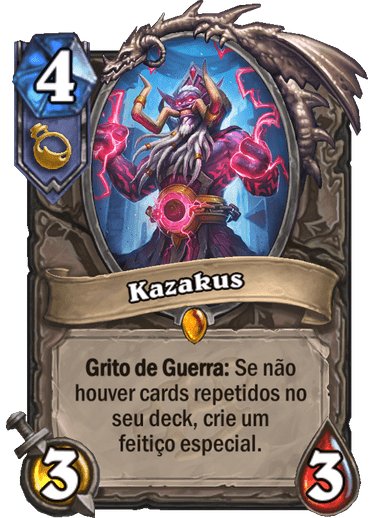 4
Kazakus
Grito de Guerra: Se não
houver cards repetidos no
seu deck, crie um
feitiço especial.
3
3